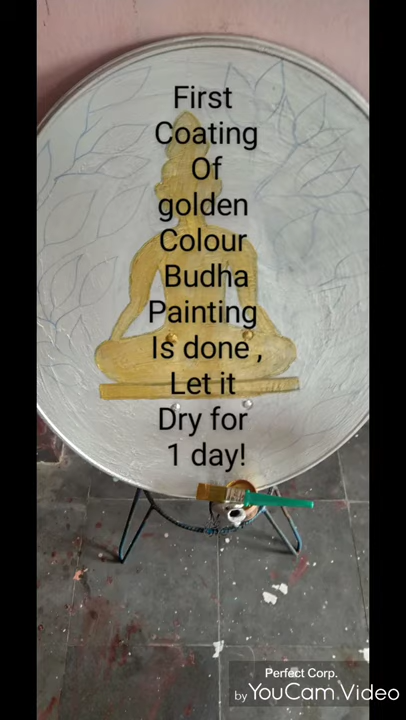 First
Coating
Of
golden
Colour
Budha
Painting
Is done ,
Let it
Dry for
1 day!
Perfect Corp.
by YouCam Video